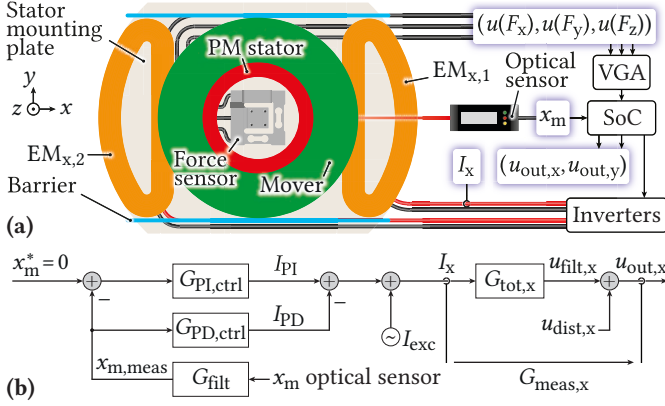 Stator
mounting
plate
(u(Fx), u(Fy), u(Fz))
PM stator
EMx,1
Optical
sensor
VGA
y
z x
xm
SoC
EMx,2
Force
sensor
Mover
Ix
(uout,x, uout,y)
Barrier
Inverters
(a)
x*m = 0
GPI,ctrl
IPI
Ix
Gtot,x
ufilt,x
uout,x
−
−
GPD,ctrl
IPD
~
Iexc
udist,x
xm,meas
Gfilt
xm optical sensor
Gmeas,x
(b)